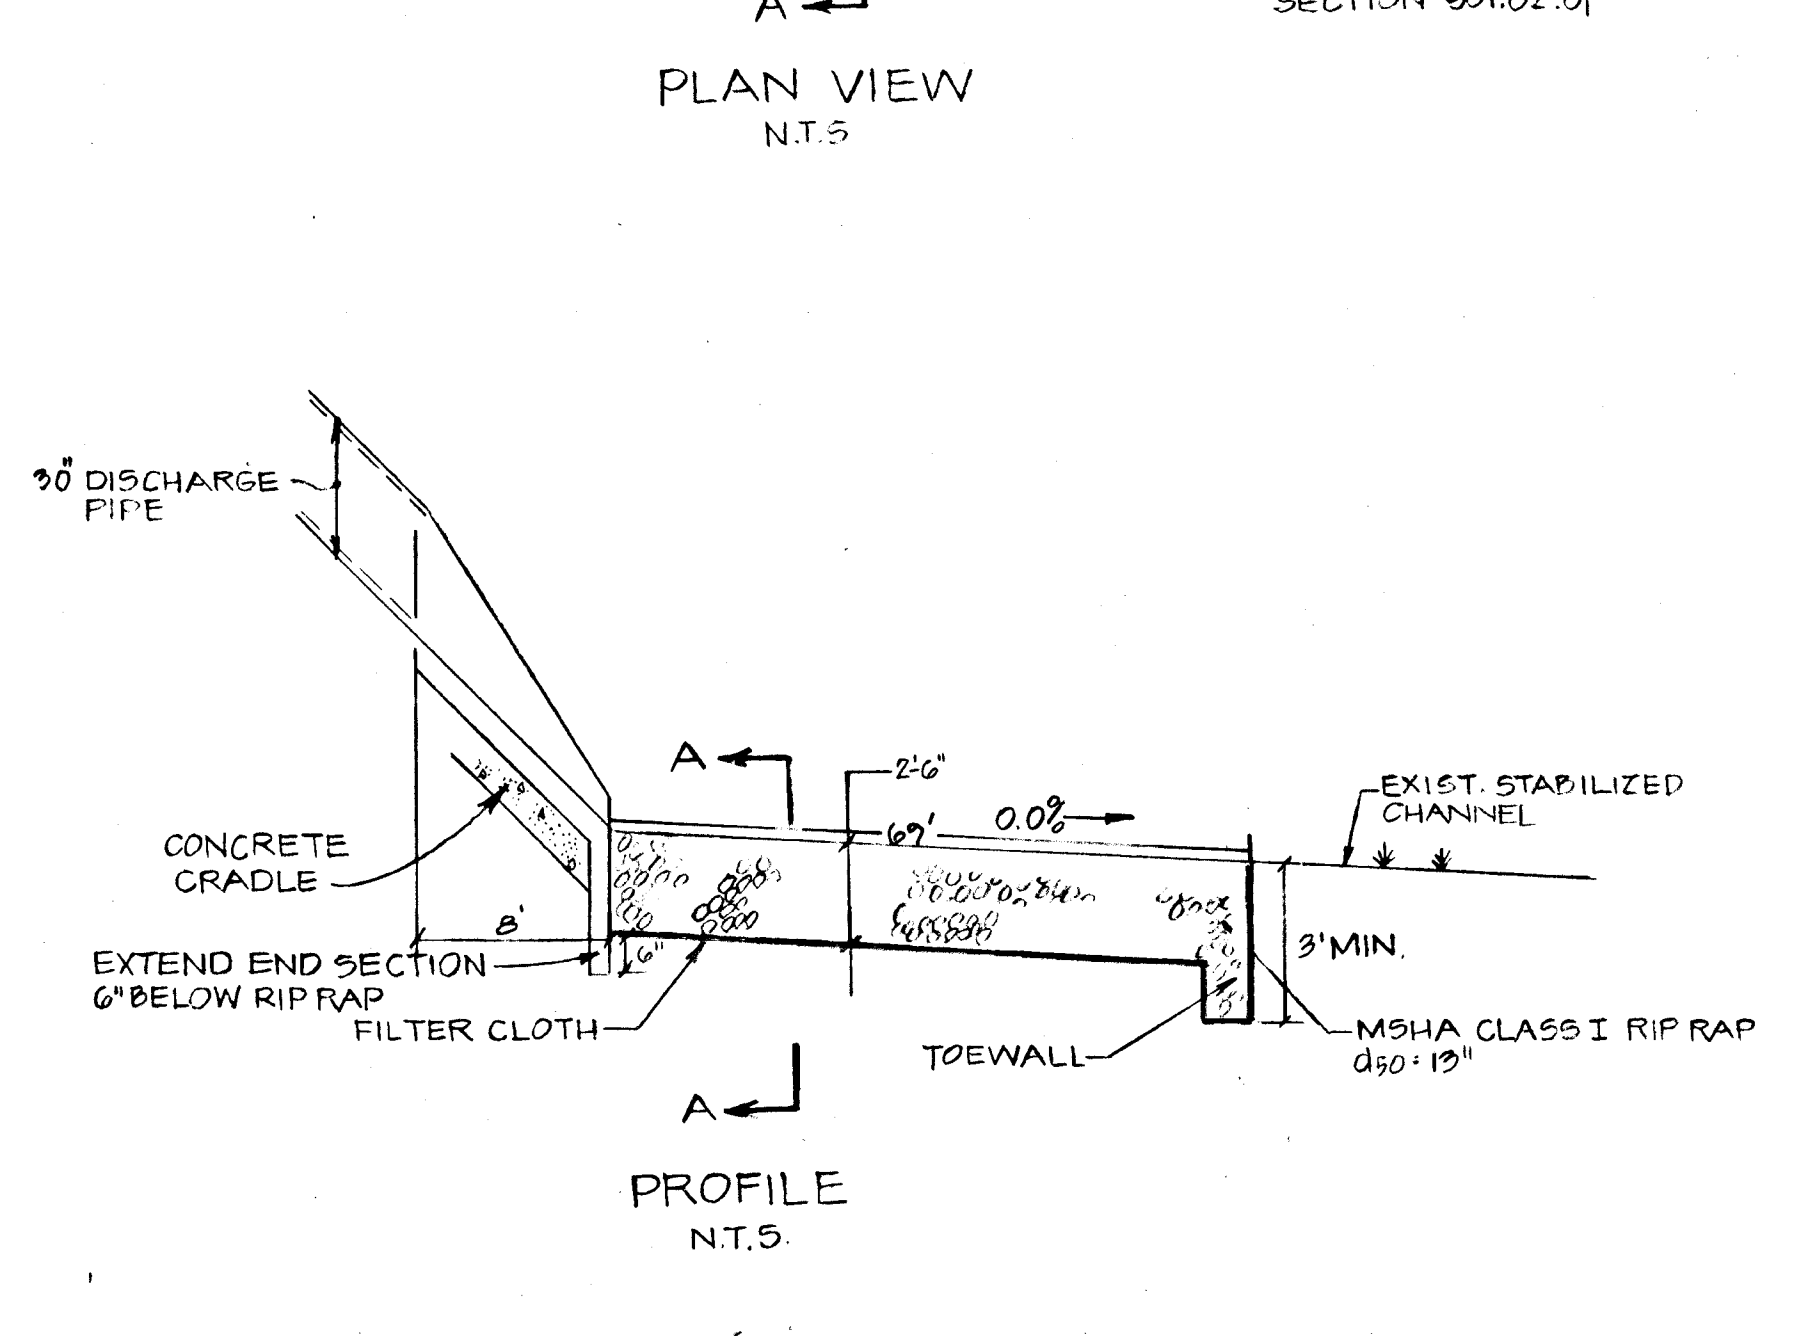 A
PLAN VIEW
N.T.S
30" DISCHARGE
PIPE
A
2'-6"
69'
0.0%
EXIST. STABILIZED
CHANNEL
CONCRETE
CRADLE
8'
6"
3' MIN.
EXTEND END SECTION
6" BELOW RIP RAP
FILTER CLOTH
TOEWALL
MSHA CLASS I RIP RAP
d50 = 13"
A
PROFILE
N.T.S.